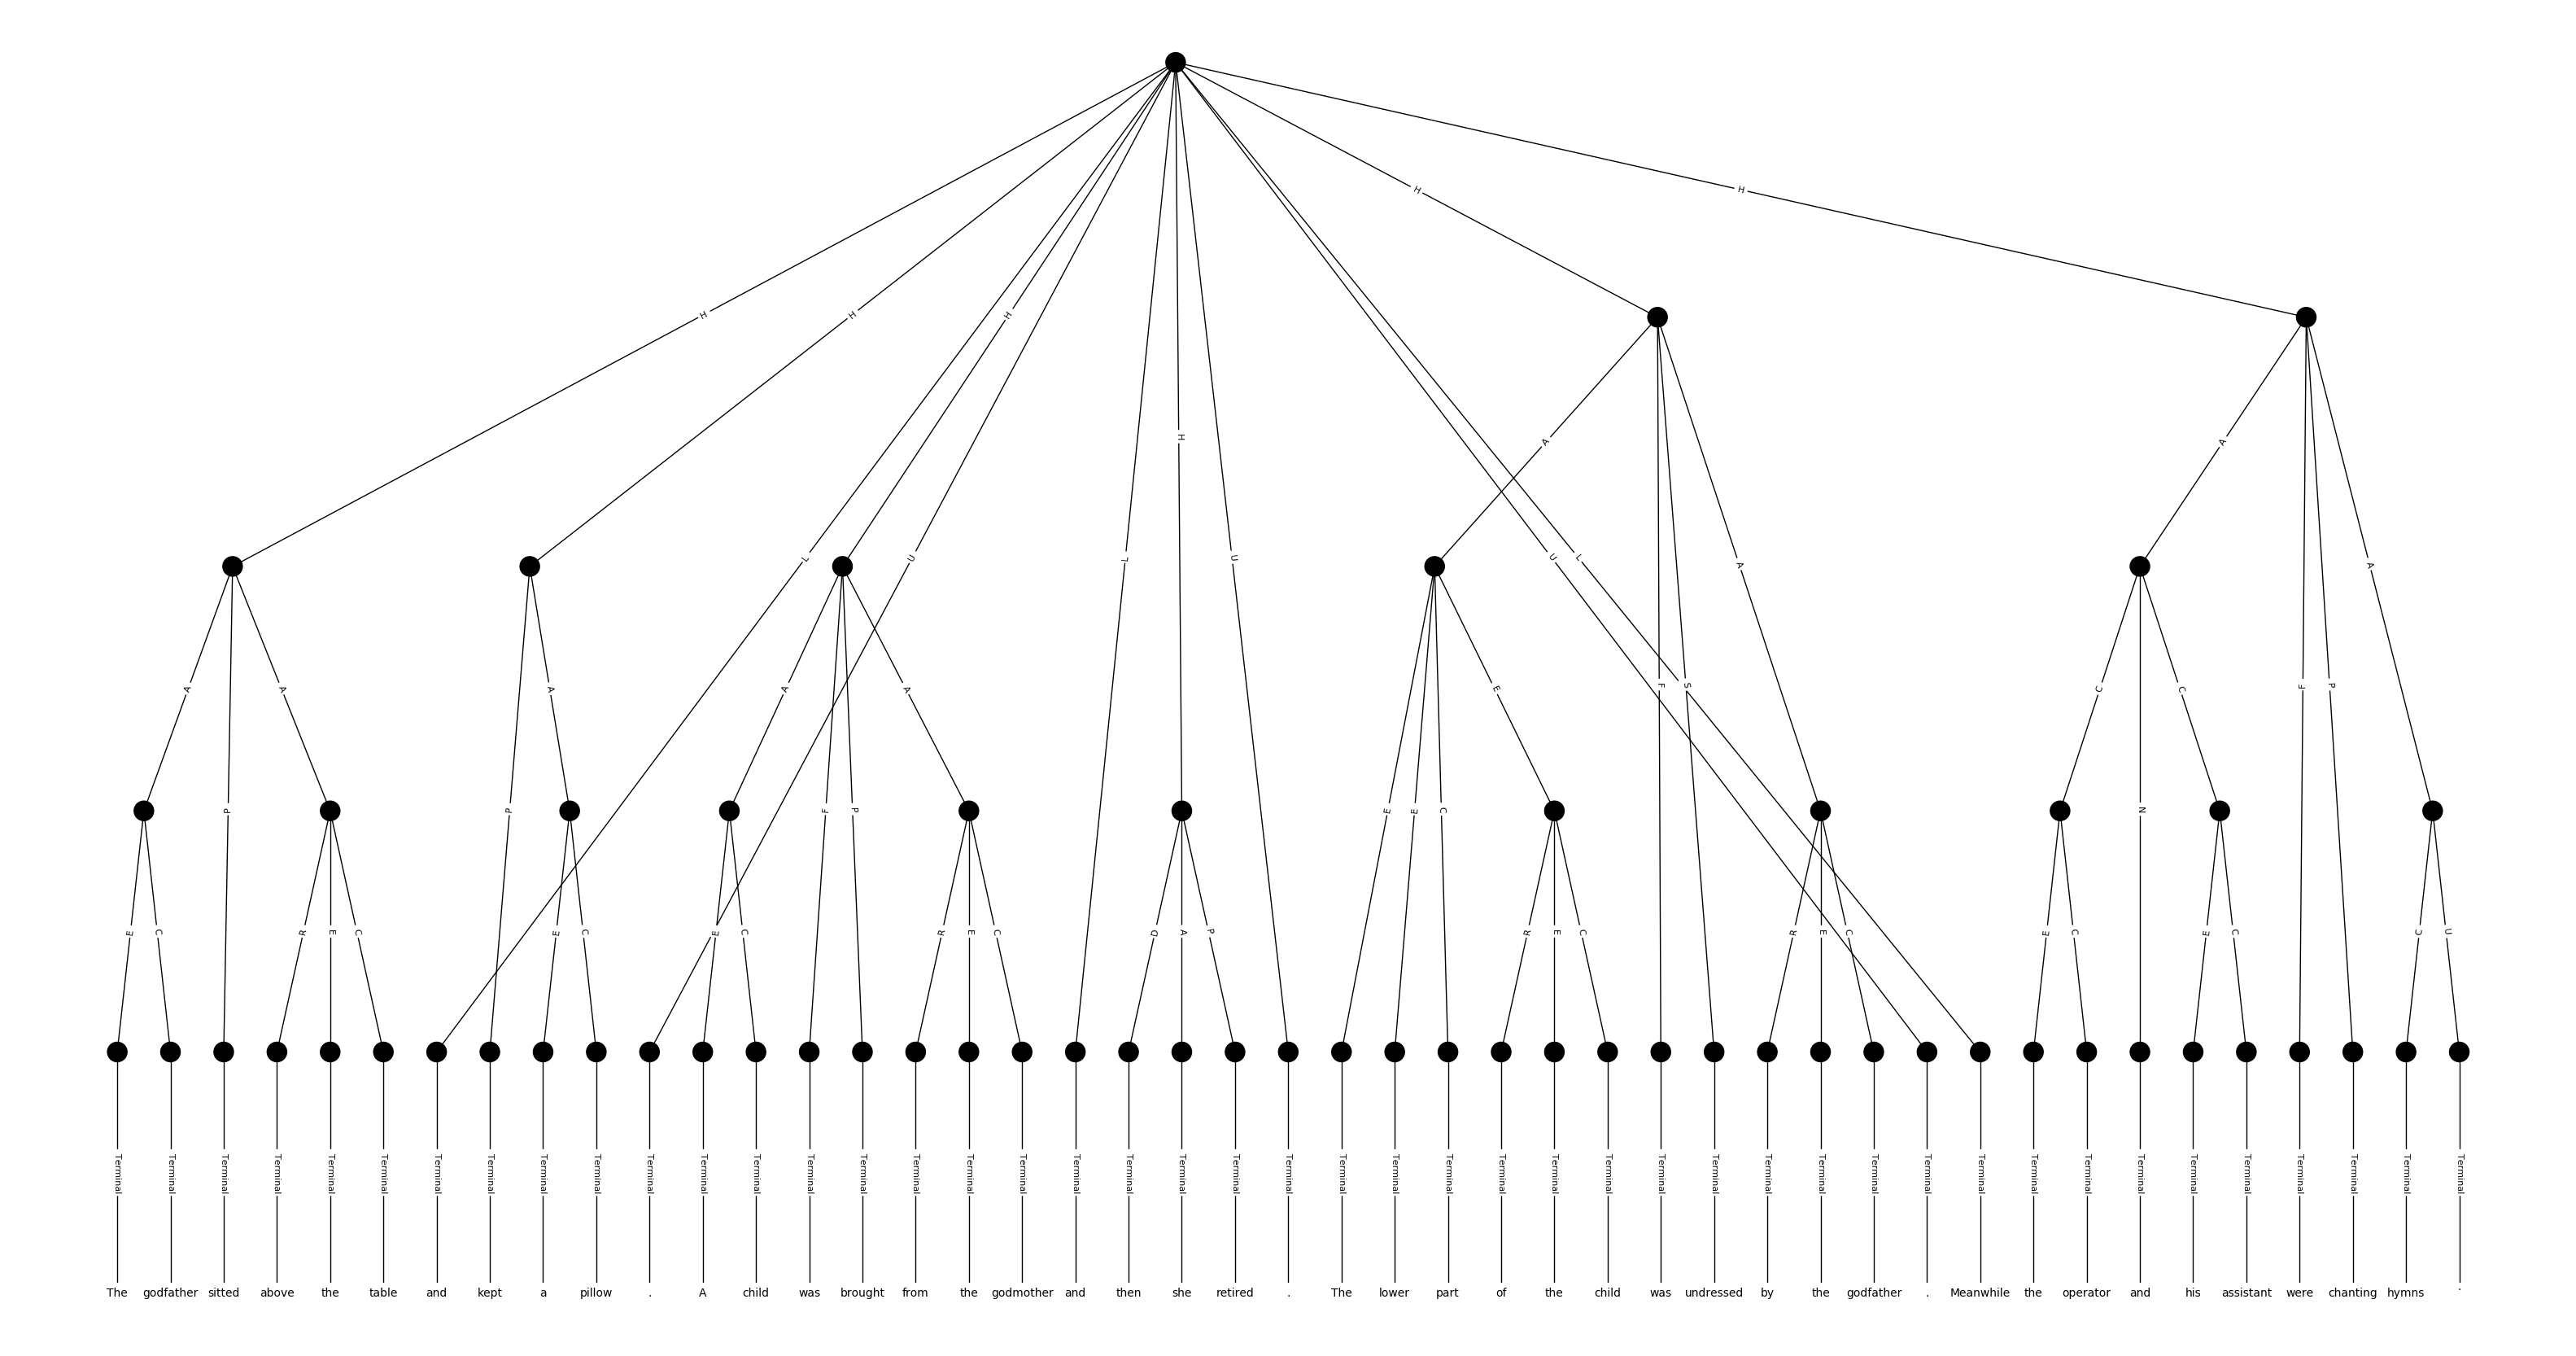 H H H H H
L H U L H U U L
A A A A
A P A P A A F P A E E C E F S A C N C F P A
E C R E C E C E C R E C D A P R E C R E C E C E C C U
Terminal Terminal Terminal Terminal Terminal Terminal Terminal Terminal Terminal Terminal Terminal Terminal Terminal Terminal Terminal Terminal Terminal Terminal Terminal Terminal Terminal Terminal Terminal Terminal Terminal Terminal Terminal Terminal Terminal Terminal Terminal Terminal Terminal Terminal Terminal Terminal Terminal Terminal Terminal Terminal Terminal Terminal Terminal Terminal Terminal
The godfather sitted above the table and kept a pillow . A child was brought from the godmother and then she retired . The lower part of the child was undressed by the godfather . Meanwhile the operator and his assistant were chanting hymns .